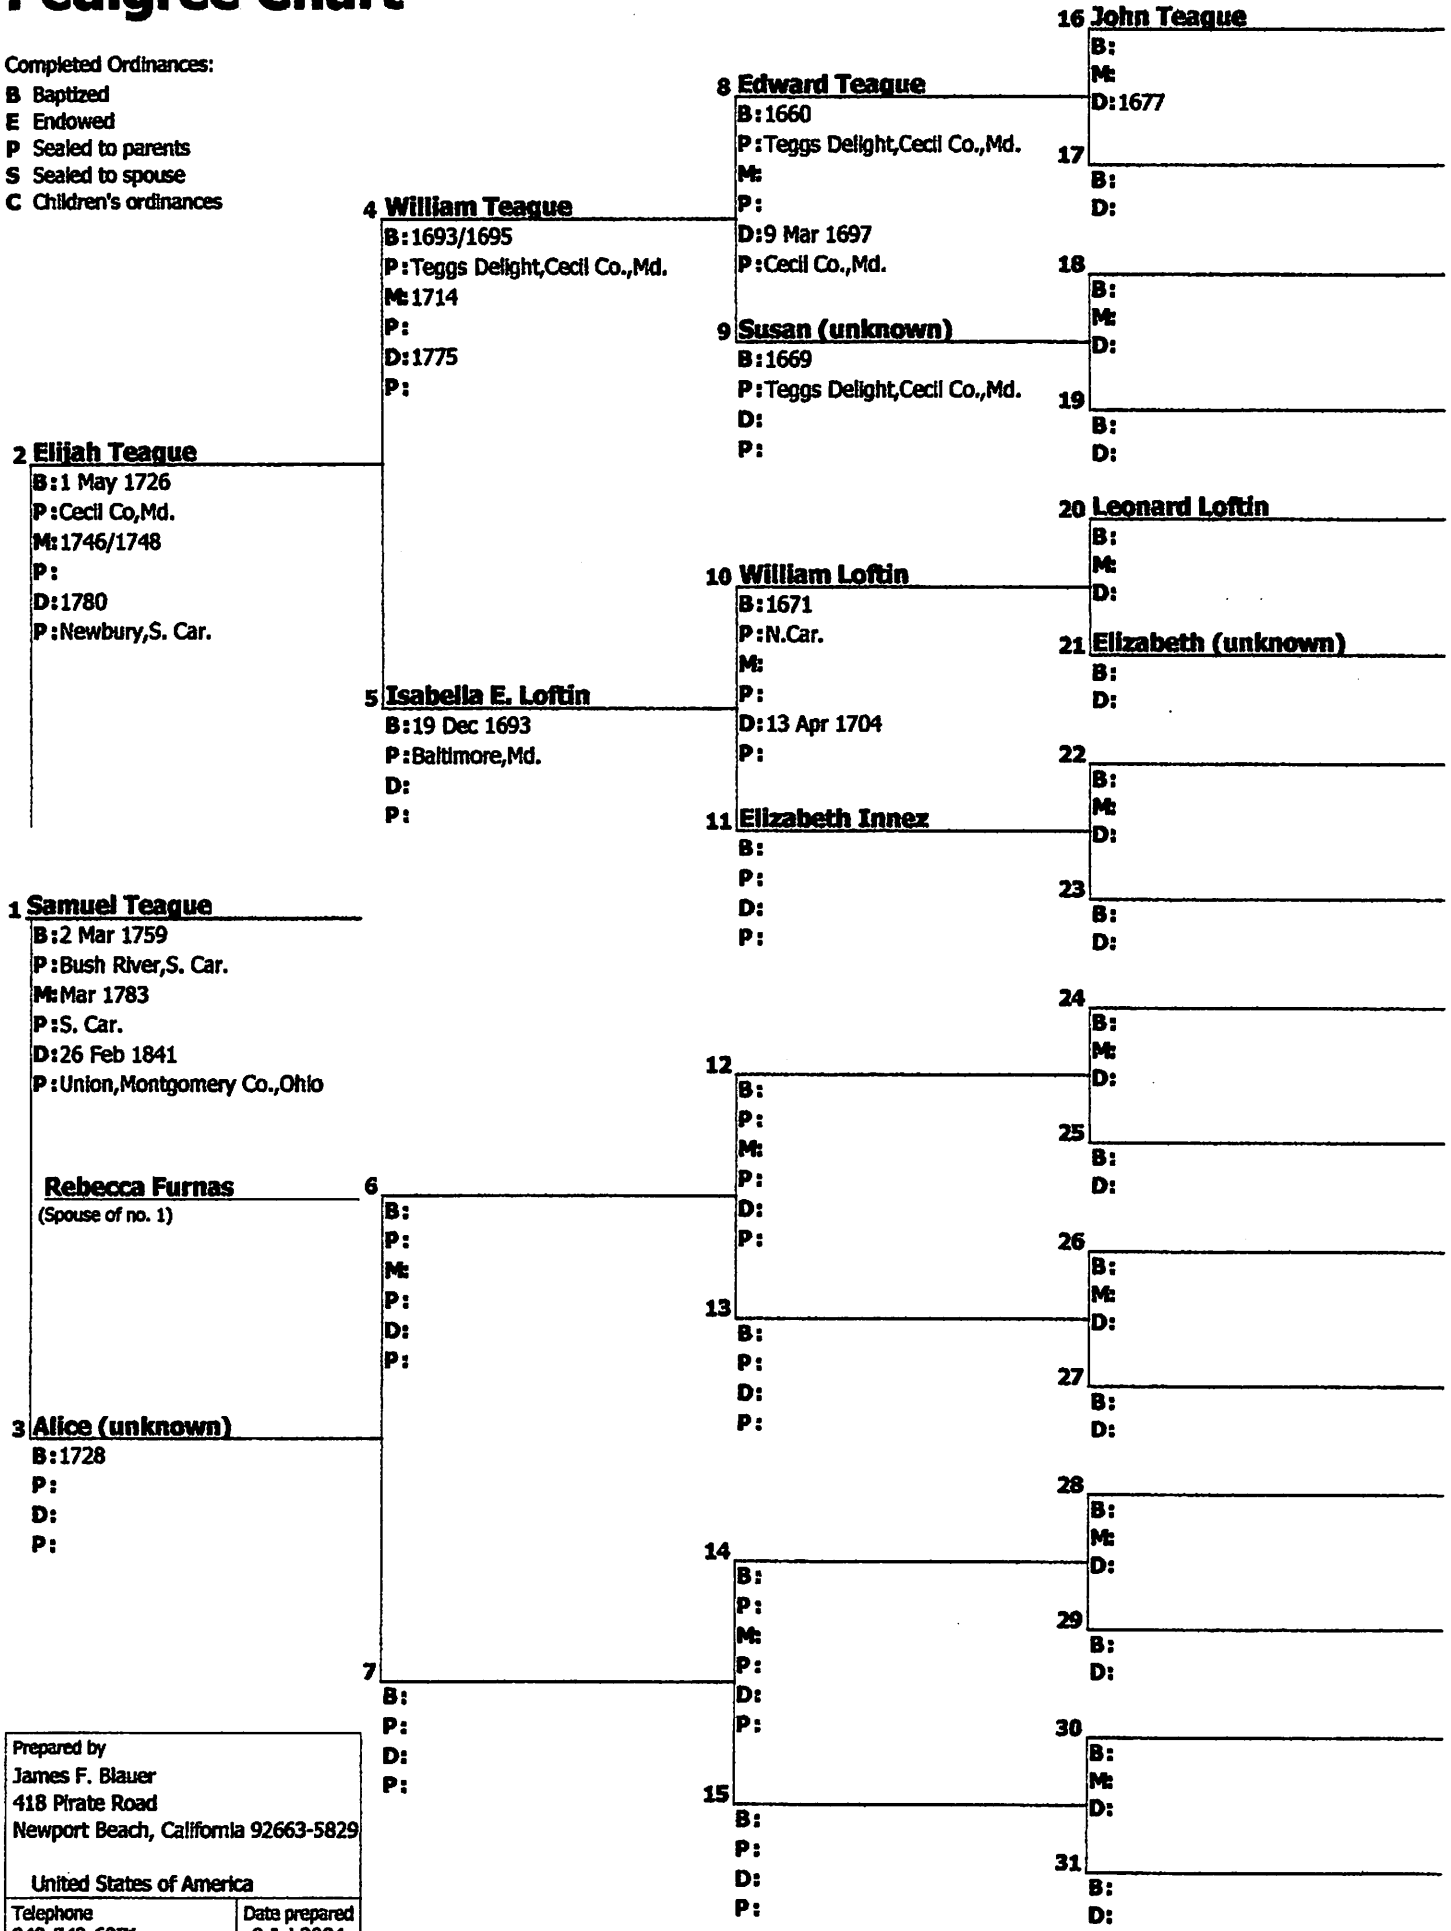 Pedigree Chart
Completed Ordinances:
B Baptized
E Endowed
P Sealed to parents
S Sealed to spouse
C Children's ordinances
2 Elijah Teague
B:1 May 1726
P:Cecil Co,Md.
M:1746/1748
P:
D:1780
P:Newbury,S. Car.
1 Samuel Teague
B:2 Mar 1759
P:Bush River,S. Car.
M:Mar 1783
P:S. Car.
D:26 Feb 1841
P:Union,Montgomery Co.,Ohio
Rebecca Furnas
(Spouse of no. 1)
3 Alice (unknown)
B:1728
P:
D:
P:
Prepared by
James F. Blauer
418 Pirate Road
Newport Beach, California 92663-5829
United States of America
Telephone
Date prepared
4 William Teague
B:1693/1695
P:Teggs Delight,Cecil Co.,Md.
M:1714
P:
D:1775
P:
5 Isabella E. Loftin
B:19 Dec 1693
P:Baltimore,Md.
D:
P:
6
B:
P:
M:
P:
D:
P:
7
B:
P:
D:
P:
8 Edward Teague
B:1660
P:Teggs Delight,Cecil Co.,Md.
M:
P:
D:9 Mar 1697
P:Cecil Co.,Md.
9 Susan (unknown)
B:1669
P:Teggs Delight,Cecil Co.,Md.
D:
P:
10 William Loftin
B:1671
P:N.Car.
M:
P:
D:13 Apr 1704
P:
11 Elizabeth Innez
B:
P:
D:
P:
12
B:
P:
M:
P:
D:
P:
13
B:
P:
D:
P:
14
B:
P:
M:
P:
D:
P:
15
B:
P:
D:
P:
16 John Teague
B:
M:
D:1677
17
B:
D:
18
B:
M:
D:
19
B:
D:
20 Leonard Loftin
B:
M:
D:
21 Elizabeth (unknown)
B:
D:
22
B:
M:
D:
23
B:
D:
24
B:
M:
D:
25
B:
D:
26
B:
M:
D:
27
B:
D:
28
B:
M:
D:
29
B:
D:
30
B:
M:
D:
31
B:
D: